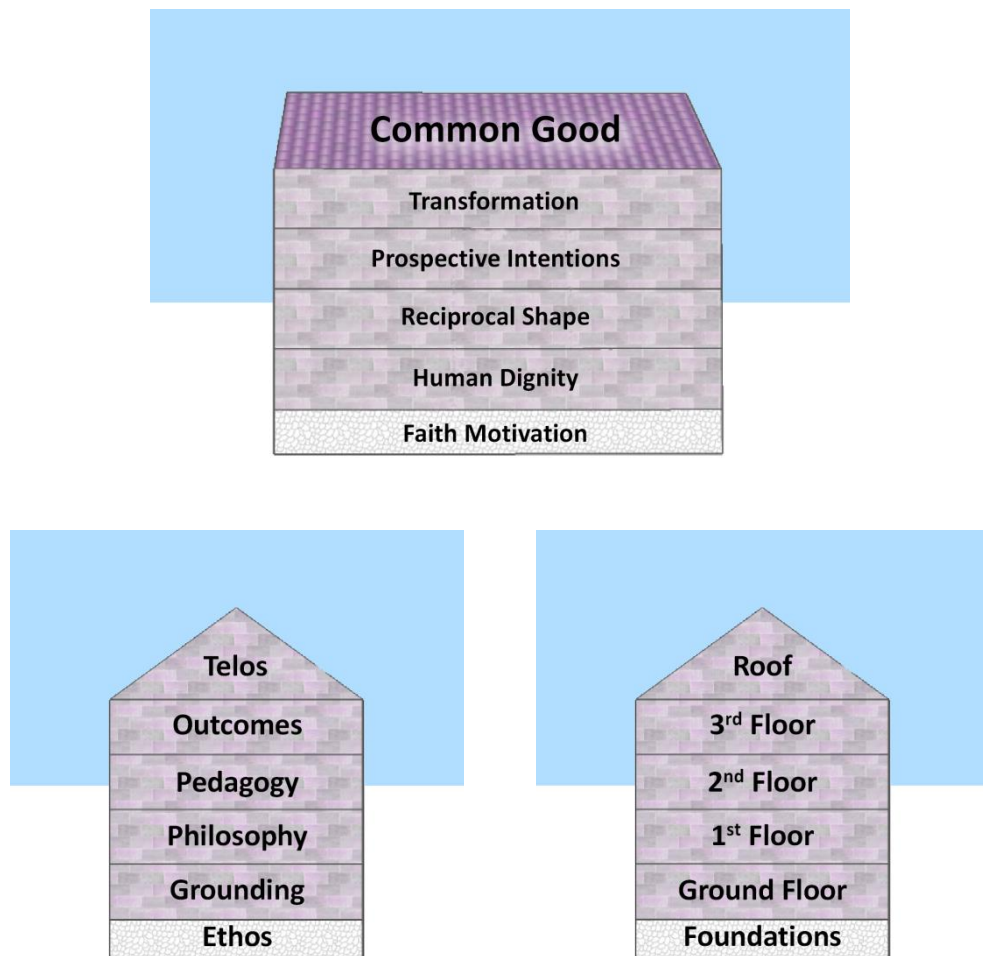 Common Good
Transformation
Prospective Intentions
Reciprocal Shape
Human Dignity
Faith Motivation
Telos
Outcomes
Pedagogy
Philosophy
Grounding
Ethos
Roof
3rd Floor
2nd Floor
1st Floor
Ground Floor
Foundations